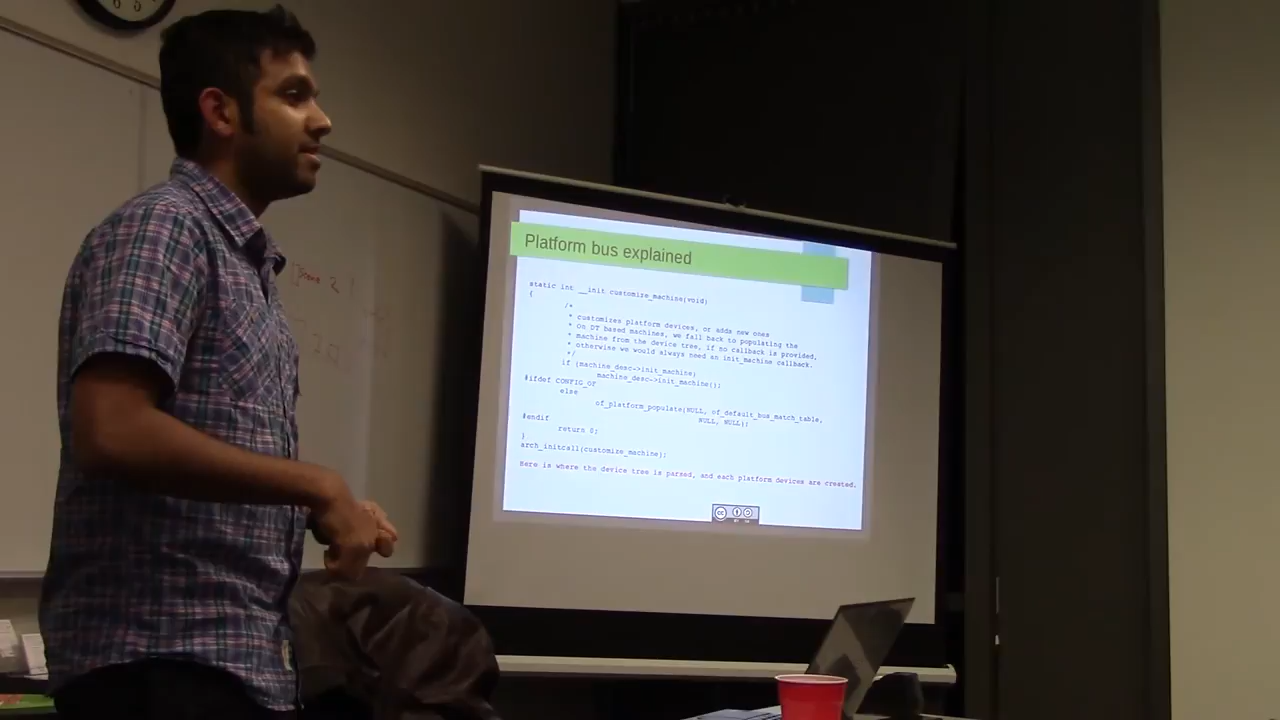 Platform bus explained
static int __init customize_machine(void)
{
/*
* customizes platform devices, or adds new ones
* On DT based machines, we fall back to populating the
* machine from the device tree, if no callback is provided,
* otherwise we would always need an init_machine callback.
*/
if (machine_desc->init_machine)
machine_desc->init_machine();
#ifdef CONFIG_OF
else
of_platform_populate(NULL, of_default_bus_match_table,
NULL, NULL);
#endif
return 0;
}
arch_initcall(customize_machine);
Here is where the device tree is parsed, and each platform devices are created.
cc
BY SA